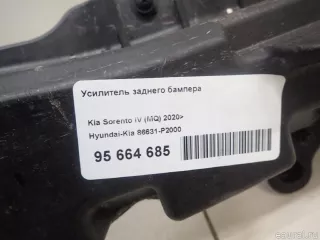 Усилитель заднего бампера
Kia Sorento IV (MQ) 2020>
Hyundai-Kia 86631-P2000
95 664 685